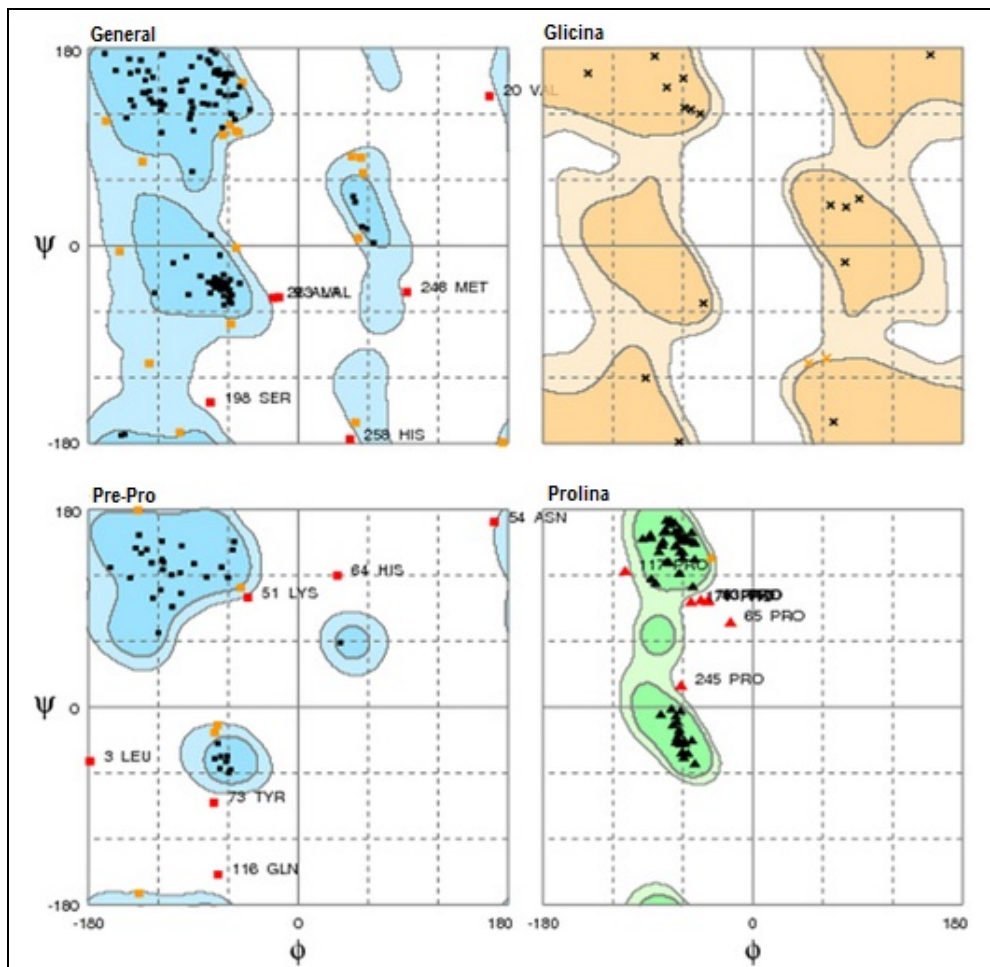 General
Glicina
180
20 VAL
ψ
0
248 MET
198 SER
258 HIS
-180
Pre-Pro
Prolina
180
54 ASN
64 HIS
117 PRO
51 LYS
65 PRO
245 PRO
ψ
0
3 LEU
73 TYR
116 GLN
-180
-180
0
180
-180
0
180
ϕ
ϕ